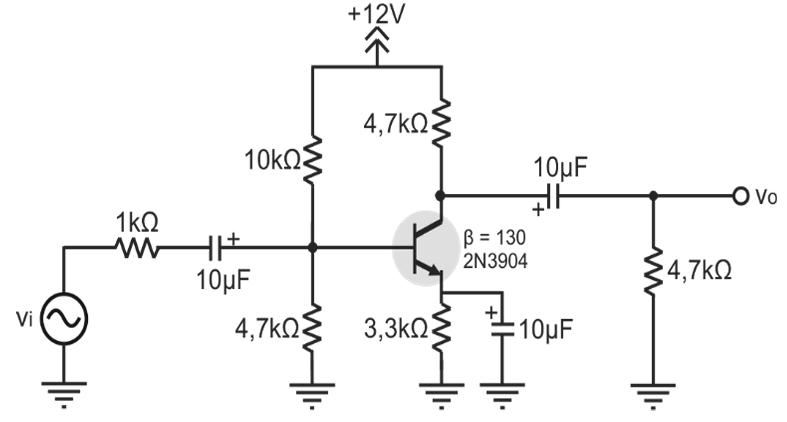 +12V
4,7kΩ
10kΩ
10µF
Vo
1kΩ
β = 130
2N3904
10µF
4,7kΩ
Vi
4,7kΩ
3,3kΩ
+
10µF
+
+